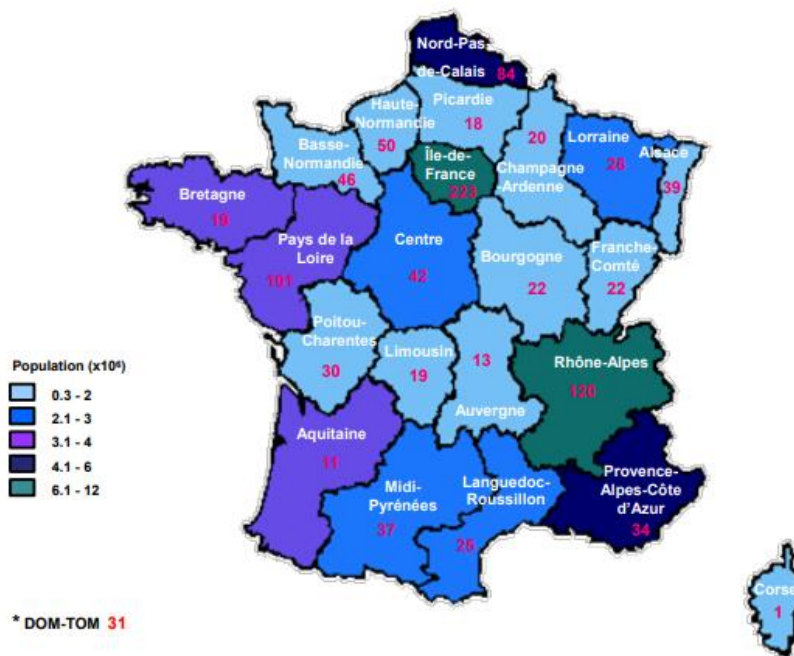 Nord-Pas
de-Calais 84
Picardie
18
Haute-
Normandie
50
Basse-
Normandie
46
Île-de-
France
223
20
Champagne
-Ardenne
Lorraine
26
Alsace
39
Bretagne
19
Pays de la
Loire
101
Centre
42
Bourgogne
22
Franche-
Comté
22
Poitou-
Charentes
30
Limousin
19
13
Auvergne
Rhône-Alpes
120
Aquitaine
11
Midi-
Pyrénées
37
Languedoc-
Roussillon
25
Provence-
Alpes-Côte
d'Azur
34
Corse
1
Population (x10⁶)
0.3 - 2
2.1 - 3
3.1 - 4
4.1 - 6
6.1 - 12
* DOM-TOM 31